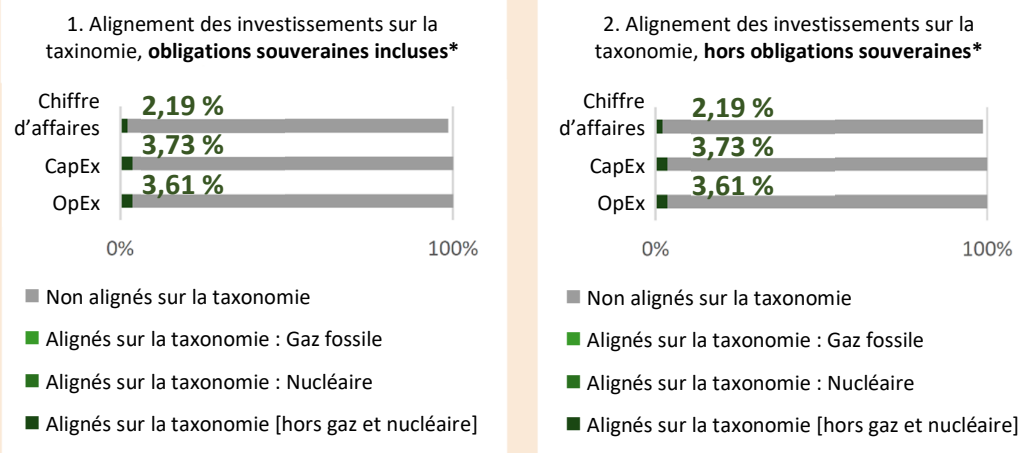 1. Alignement des investissements sur la
taxinomie, obligations souveraines incluses*
Chiffre
d’affaires
2,19 %
CapEx
3,73 %
OpEx
3,61 %
0%
100%
Non alignés sur la taxonomie
Alignés sur la taxonomie : Gaz fossile
Alignés sur la taxonomie : Nucléaire
Alignés sur la taxonomie [hors gaz et nucléaire]
2. Alignement des investissements sur la
taxonomie, hors obligations souveraines*
Chiffre
d’affaires
2,19 %
CapEx
3,73 %
OpEx
3,61 %
0%
100%
Non alignés sur la taxonomie
Alignés sur la taxonomie : Gaz fossile
Alignés sur la taxonomie : Nucléaire
Alignés sur la taxonomie [hors gaz et nucléaire]